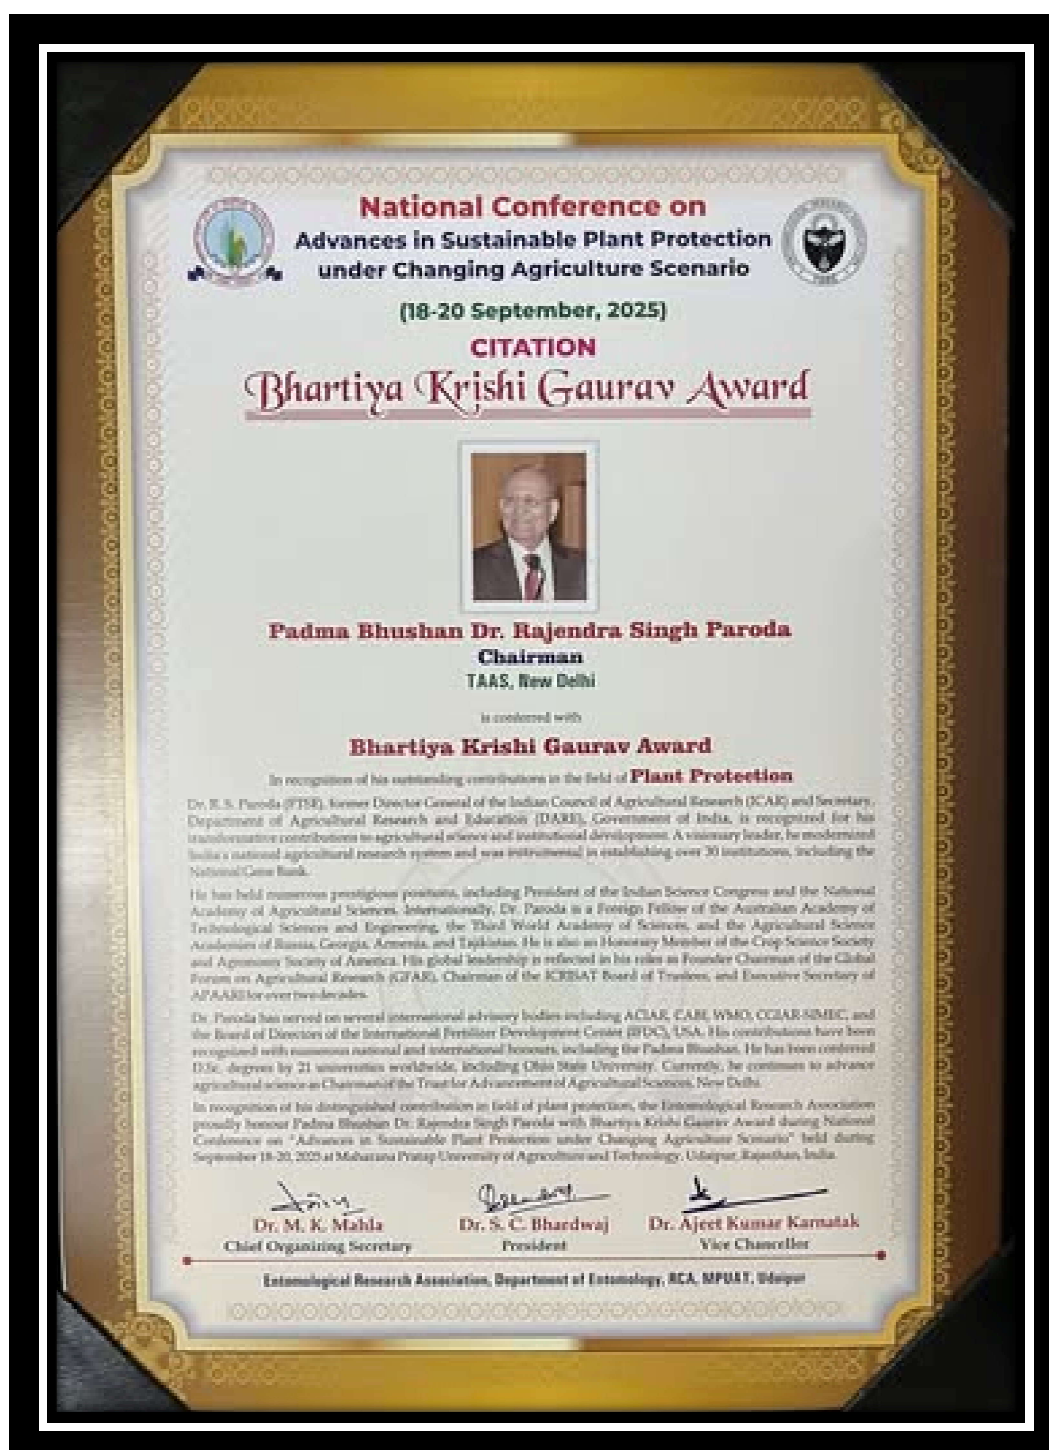 National Conference on
Advances in Sustainable Plant Protection
under Changing Agriculture Scenario
(18-20 September, 2025)
CITATION
Bhartiya Krishi Gaurav Award
Padma Bhushan Dr. Rajendra Singh Paroda
Chairman
TAAS, New Delhi
is conferred with
Bhartiya Krishi Gaurav Award
In recognition of his outstanding contributions in the field of Plant Protection
Dr. R. S. Paroda (FTSE), former Director General of the Indian Council of Agricultural Research (ICAR) and Secretary,
Department of Agricultural Research and Education (DARE), Government of India, is recognized for his
transformative contributions to agricultural science and institutional development. A visionary leader, he modernized
India's national agricultural research system and was instrumental in establishing over 30 institutions, including the
National Gene Bank.
He has held numerous prestigious positions, including President of the Indian Science Congress and the National
Academy of Agricultural Sciences. Internationally, Dr. Paroda is a Foreign Fellow of the Australian Academy of
Technological Sciences and Engineering, the Third World Academy of Sciences, and the Agricultural Science
Academies of Russia, Georgia, Armenia, and Tajikistan. He is also an Honorary Member of the Crop Science Society
and Agronomy Society of America. His global leadership is reflected in his roles as Founder Chairman of the Global
Forum on Agricultural Research (GFAR), Chairman of the ICRISAT Board of Trustees, and Executive Secretary of
APAARI for over two decades.
Dr. Paroda has served on several international advisory bodies including ACIAR, CABI, WMO, CGIAR-SIMEC, and
the Board of Directors of the International Fertilizer Development Center (IFDC), USA. His contributions have been
recognized with numerous national and international honours, including the Padma Bhushan. He has been conferred
D.Sc. degrees by 21 universities worldwide, including Ohio State University. Currently, he continues to advance
agricultural science as Chairman of the Trust for Advancement of Agricultural Sciences, New Delhi.
In recognition of his distinguished contribution in field of plant protection, the Entomological Research Association
proudly honour Padma Bhushan Dr. Rajendra Singh Paroda with Bhartiya Krishi Gaurav Award during National
Conference on "Advances in Sustainable Plant Protection under Changing Agriculture Scenario" held during
September 18-20, 2025 at Maharana Pratap University of Agriculture and Technology, Udaipur, Rajasthan, India.
Dr. M. K. Mahla
Chief Organizing Secretary
Dr. S. C. Bhardwaj
President
Dr. Ajeet Kumar Karnatak
Vice Chancellor
Entomological Research Association, Department of Entomology, RCA, MPUAT, Udaipur